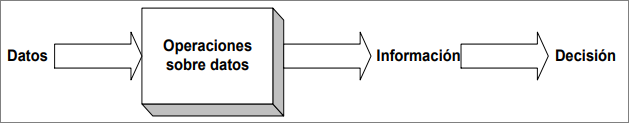 Datos
Operaciones
sobre datos
Información
Decisión